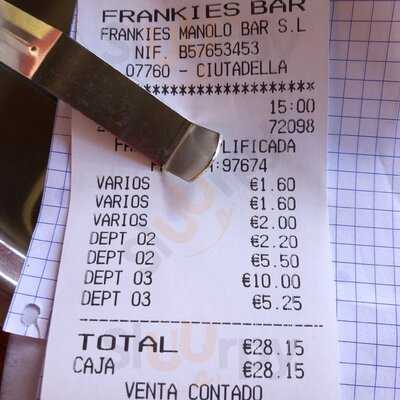 FRANKIES BAR
FRANKIES MANOLO BAR S.L
NIF. B57653453
07760 - CIUTADELLA
15:00
72098
97674
VARIOS €1.60
VARIOS €1.60
VARIOS €2.00
DEPT 02 €2.20
DEPT 02 €5.50
DEPT 03 €10.00
DEPT 03 €5.25
TOTAL €28.15
CAJA €28.15
VENTA CONTADO